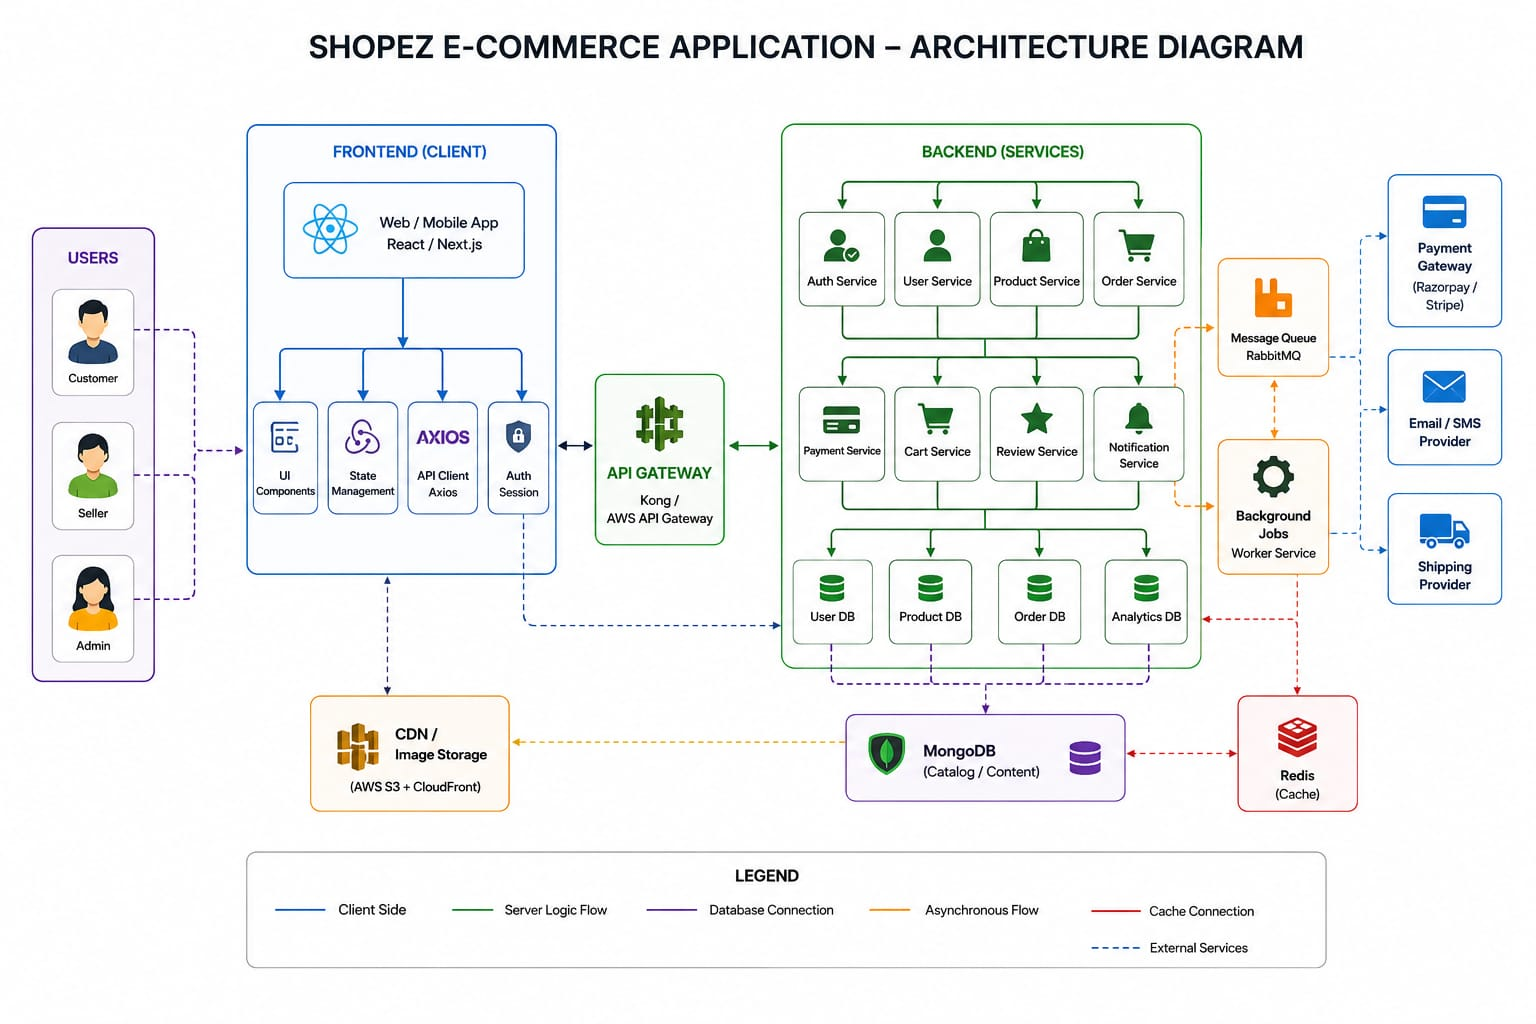 SHOPEZ E-COMMERCE APPLICATION – ARCHITECTURE DIAGRAM
USERS
Customer
Seller
Admin
FRONTEND (CLIENT)
Web / Mobile App
React / Next.js
UI
Components
State
Management
AXIOS
API Client
Axios
Auth
Session
API GATEWAY
Kong /
AWS API Gateway
BACKEND (SERVICES)
Auth Service
User Service
Product Service
Order Service
Payment Service
Cart Service
Review Service
Notification
Service
User DB
Product DB
Order DB
Analytics DB
Message Queue
RabbitMQ
Background
Jobs
Worker Service
Payment
Gateway
(Razorpay /
Stripe)
Email / SMS
Provider
Shipping
Provider
CDN /
Image Storage
(AWS S3 + CloudFront)
MongoDB
(Catalog / Content)
Redis
(Cache)
LEGEND
Client Side
Server Logic Flow
Database Connection
Asynchronous Flow
Cache Connection
External Services